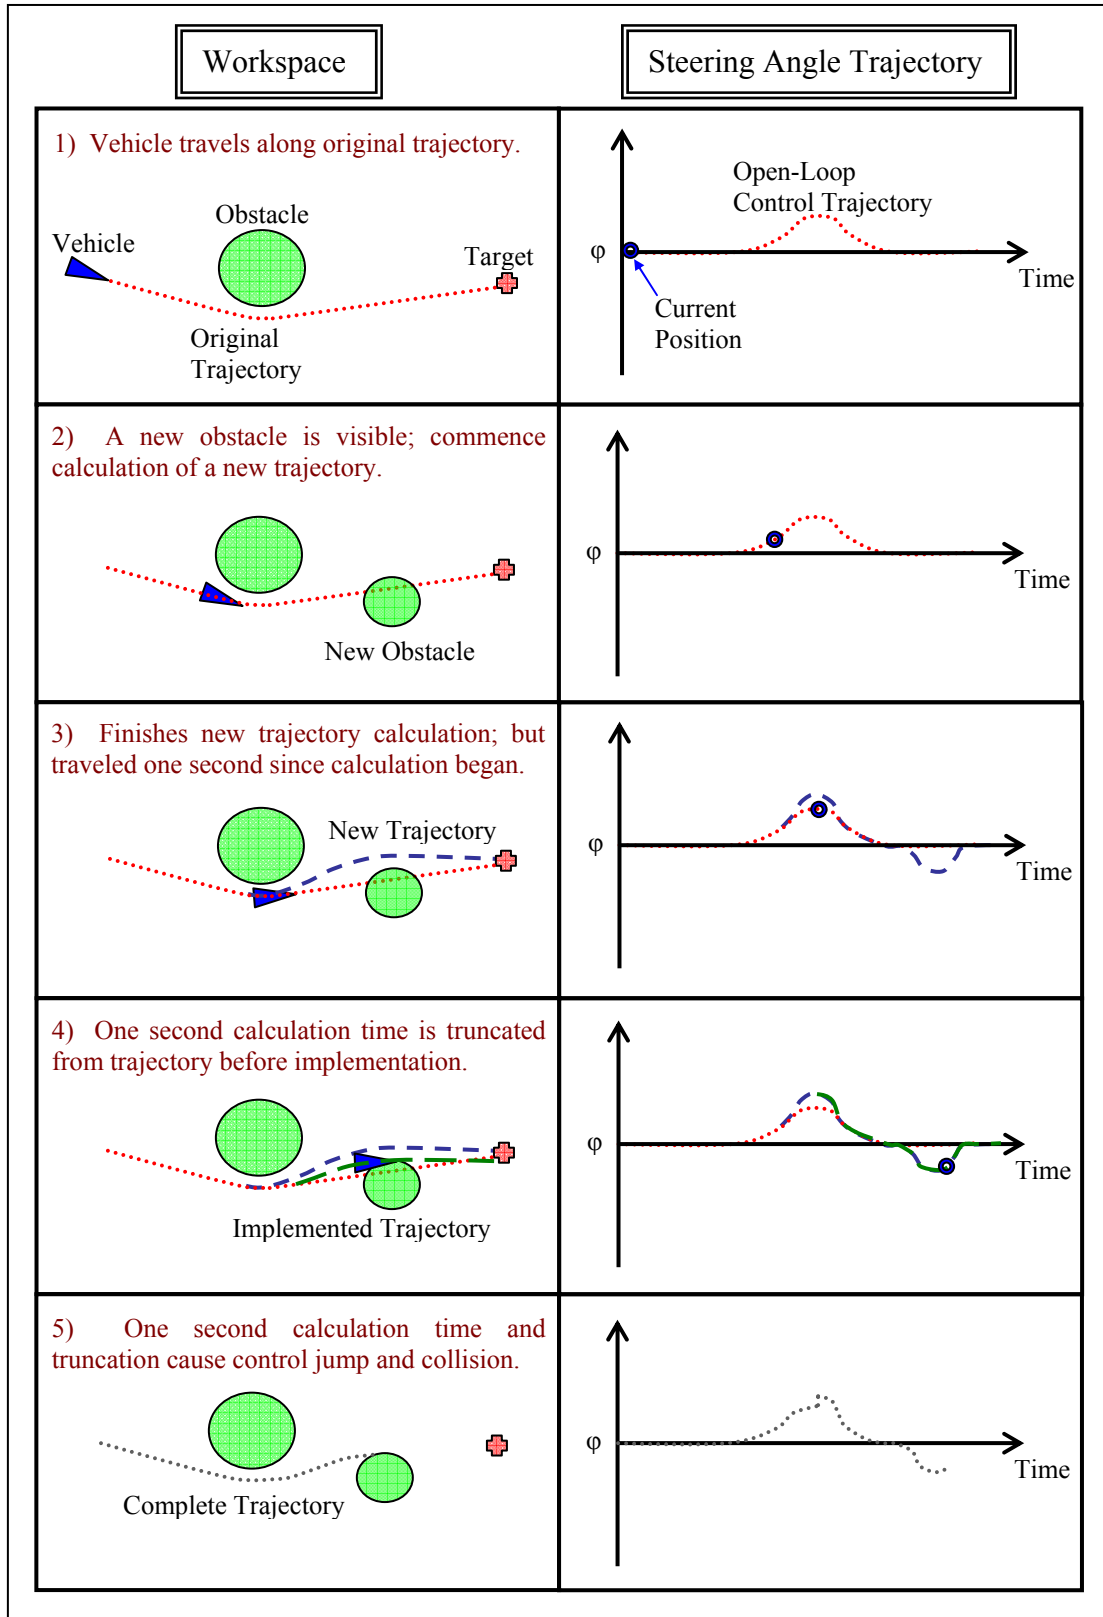 Workspace
Steering Angle Trajectory
1) Vehicle travels along original trajectory.
Obstacle
Vehicle
Target
Original
Trajectory
Open-Loop
Control Trajectory
φ
Time
Current
Position
2) A new obstacle is visible; commence
calculation of a new trajectory.
New Obstacle
φ
Time
3) Finishes new trajectory calculation; but
traveled one second since calculation began.
New Trajectory
φ
Time
4) One second calculation time is truncated
from trajectory before implementation.
Implemented Trajectory
φ
Time
5) One second calculation time and
truncation cause control jump and collision.
Complete Trajectory
φ
Time